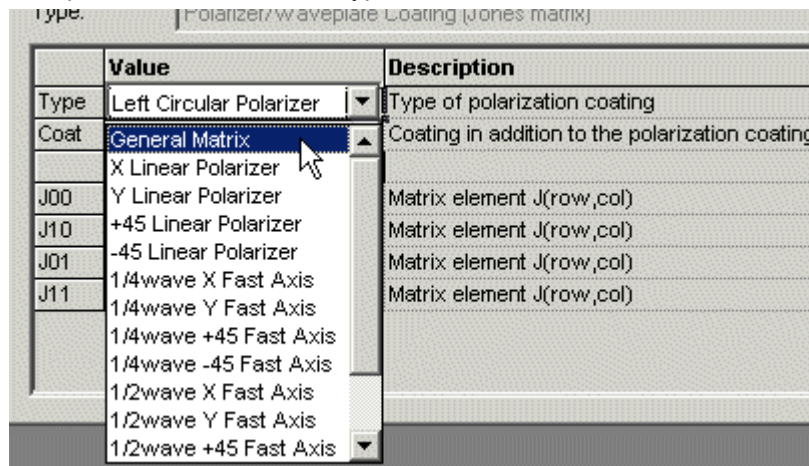 Type: Polarizer/Waveplate Coating (Jones matrix)
Value Description
Type Left Circular Polarizer Type of polarization coating
Coat General Matrix Coating in addition to the polarization coating
X Linear Polarizer
J00 Y Linear Polarizer Matrix element J(row,col)
J10 +45 Linear Polarizer Matrix element J(row,col)
J01 -45 Linear Polarizer Matrix element J(row,col)
J11 1/4wave X Fast Axis Matrix element J(row,col)
1/4wave Y Fast Axis
1/4wave +45 Fast Axis
1/4wave -45 Fast Axis
1/2wave X Fast Axis
1/2wave Y Fast Axis
1/2wave +45 Fast Axis